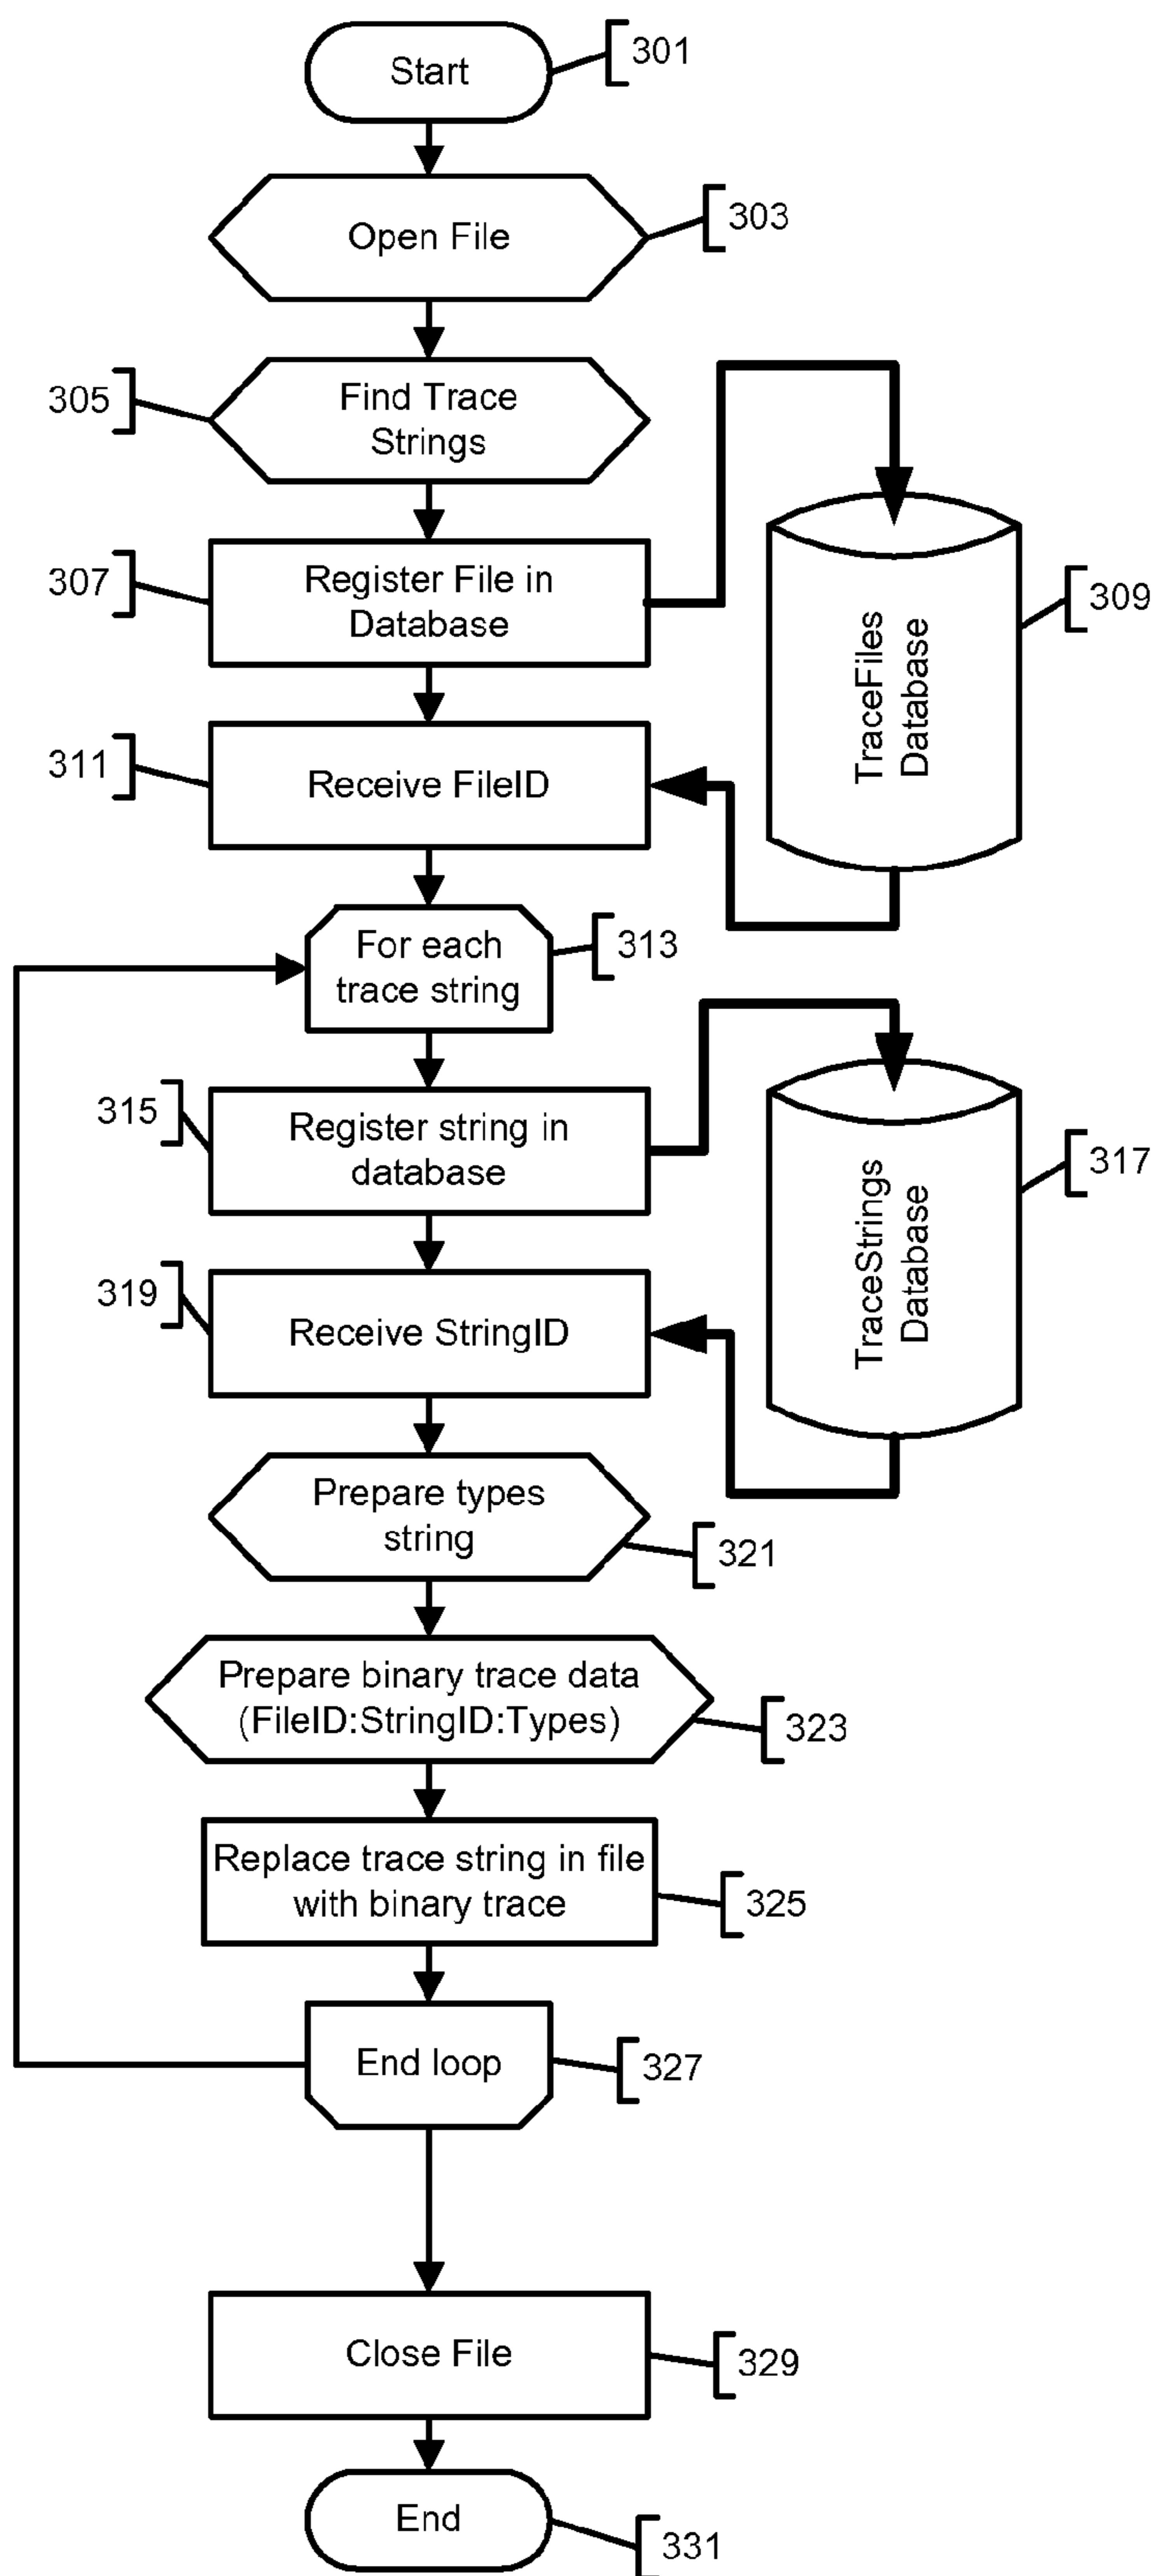 Start
301
Open File
303
305
Find Trace
Strings
307
Register File in
Database
TraceFiles
Database
309
311
Receive FileID
For each
trace string
313
315
Register string in
database
TraceStrings
Database
317
319
Receive StringID
Prepare types
string
321
Prepare binary trace data
(FileID:StringID:Types)
323
Replace trace string in file
with binary trace
325
End loop
327
Close File
329
End
331